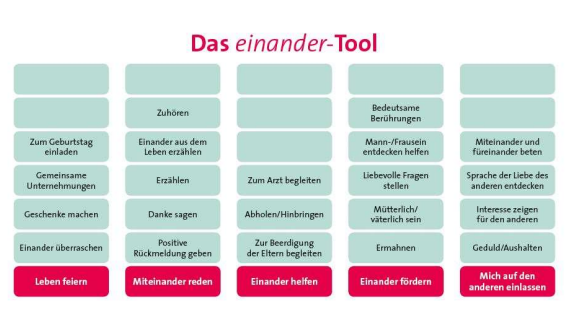 Das einander-Tool
Zuhören
Bedeutsame
Berührungen
Zum Geburtstag
einladen
Einander aus dem
Leben erzählen
Mann-/Frausein
entdecken helfen
Miteinander und
füreinander beten
Gemeinsame
Unternehmungen
Erzählen
Zum Arzt begleiten
Liebevolle Fragen
stellen
Sprache der Liebe des
anderen entdecken
Geschenke machen
Danke sagen
Abholen/Hinbringen
Mütterlich/
väterlich sein
Interesse zeigen
für den anderen
Einander überraschen
Positive
Rückmeldung geben
Zur Beerdigung
der Eltern begleiten
Ermahnen
Geduld/Aushalten
Leben feiern
Miteinander reden
Einander helfen
Einander fördern
Mich auf den
anderen einlassen